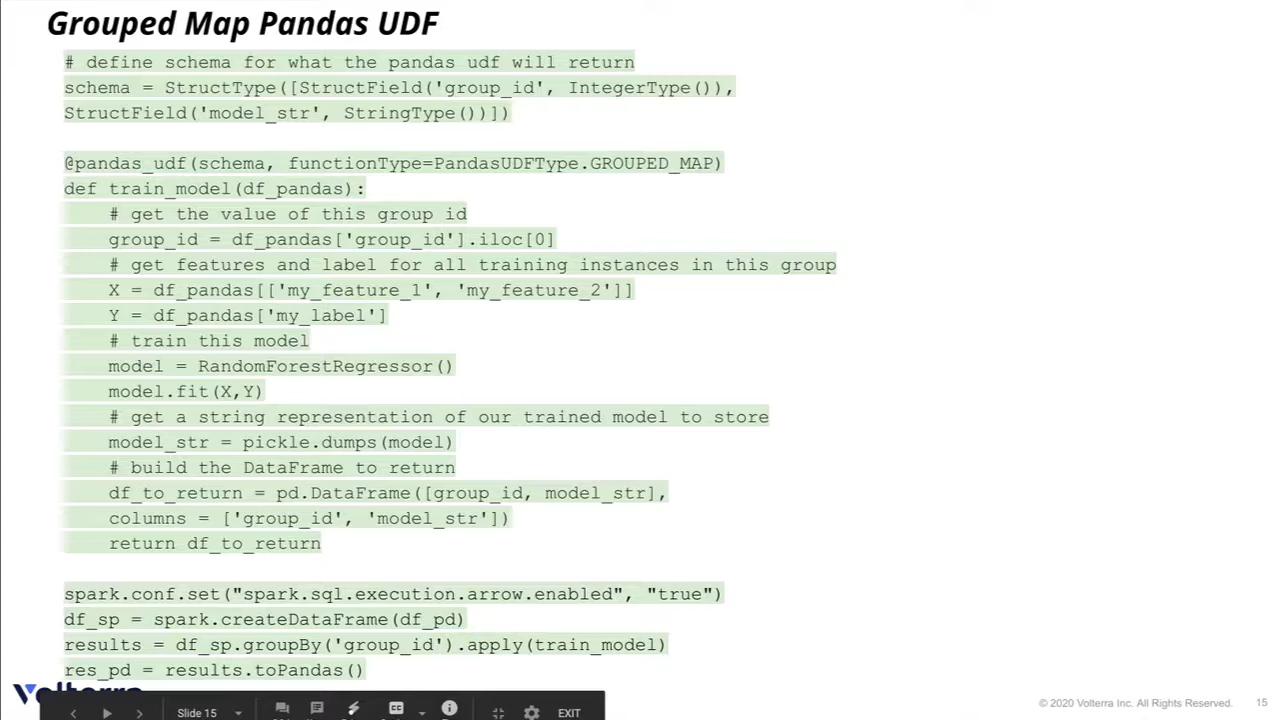 Grouped Map Pandas UDF
# define schema for what the pandas udf will return
schema = StructType([StructField('group_id', IntegerType()),
StructField('model_str', StringType())])
@pandas_udf(schema, functionType=PandasUDFType.GROUPED_MAP)
def train_model(df_pandas):
    # get the value of this group id
    group_id = df_pandas['group_id'].iloc[0]
    # get features and label for all training instances in this group
    X = df_pandas[['my_feature_1', 'my_feature_2']]
    Y = df_pandas['my_label']
    # train this model
    model = RandomForestRegressor()
    model.fit(X,Y)
    # get a string representation of our trained model to store
    model_str = pickle.dumps(model)
    # build the DataFrame to return
    df_to_return = pd.DataFrame([group_id, model_str],
    columns = ['group_id', 'model_str'])
    return df_to_return
spark.conf.set("spark.sql.execution.arrow.enabled", "true")
df_sp = spark.createDataFrame(df_pd)
results = df_sp.groupBy('group_id').apply(train_model)
res_pd = results.toPandas()
Volterra
© 2020 Volterra Inc. All Rights Reserved. 15
Slide 15 CC EXIT